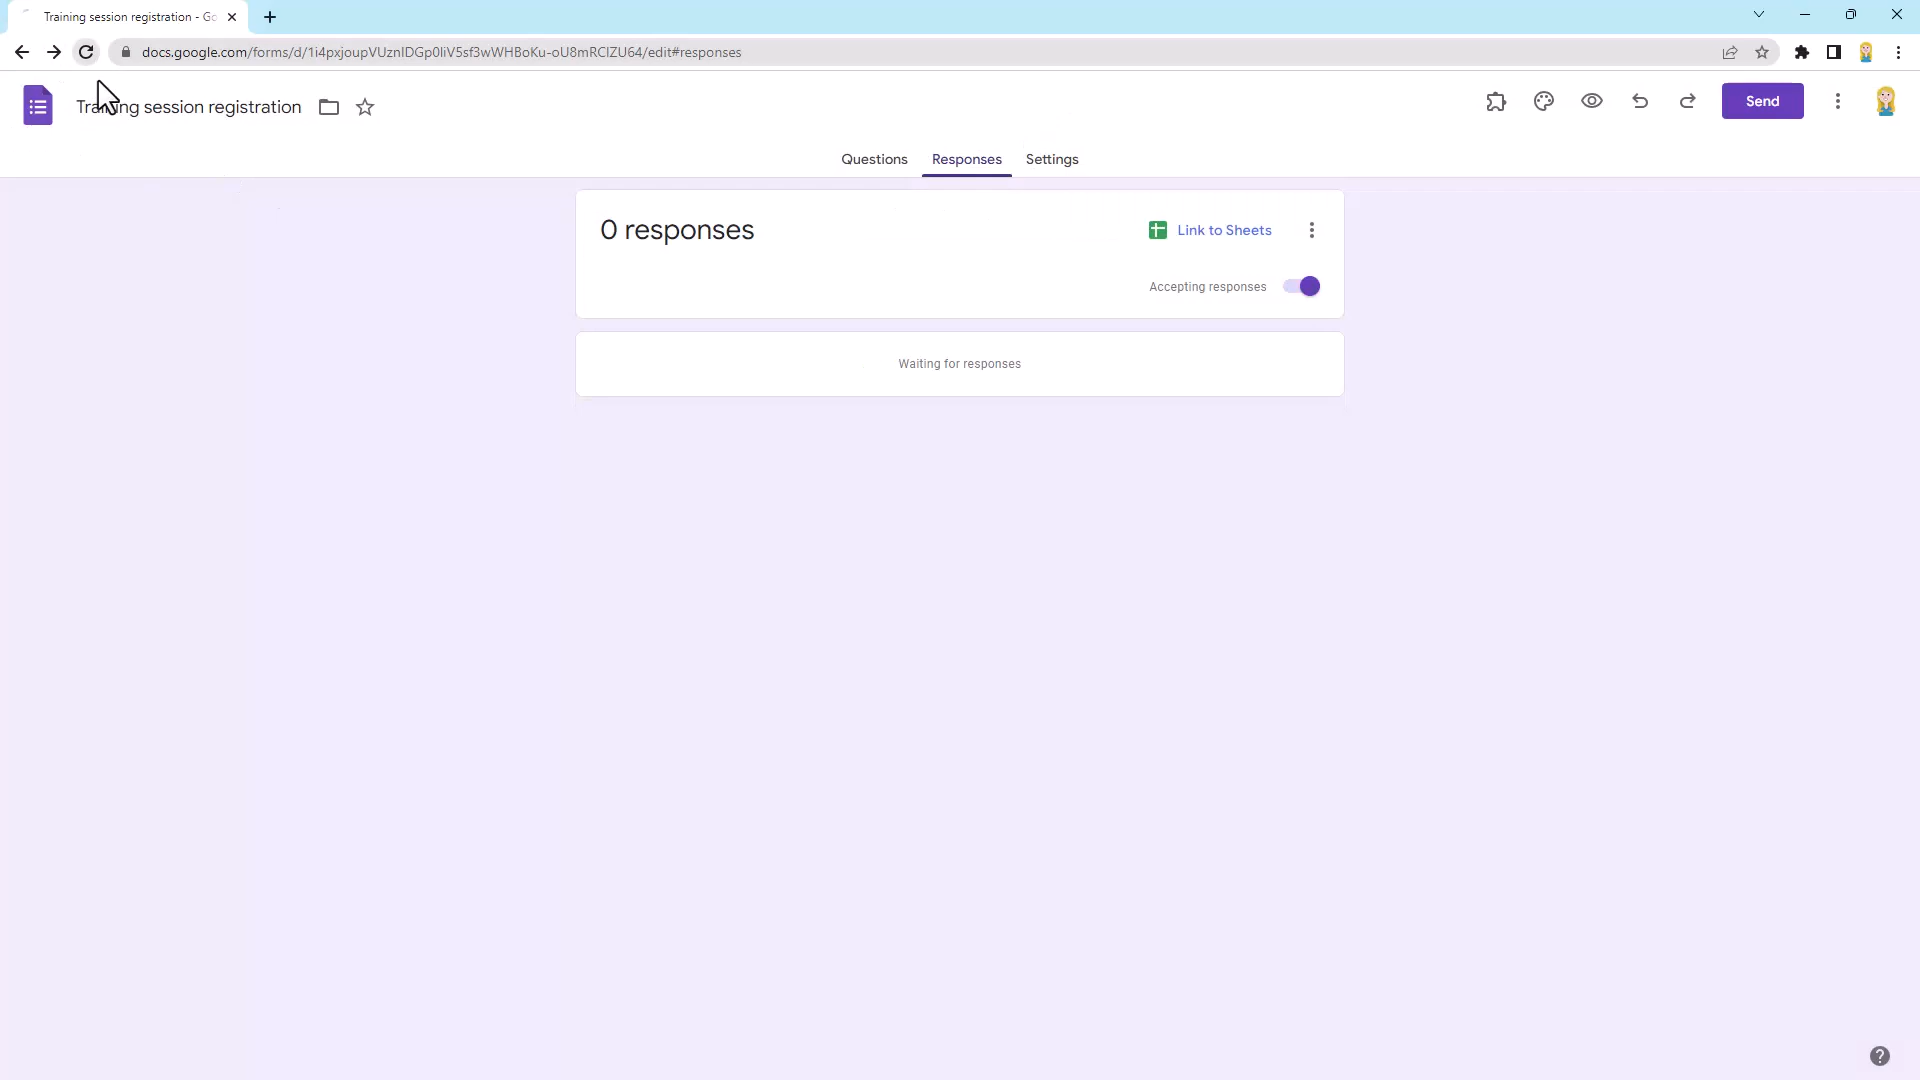 Training session registration - Go
docs.google.com/forms/d/1i4pxjoupVUznIDGp0liV5sf3wWHBoKu-oU8mRCIZU64/edit#responses
Training session registration
Send
Questions
Responses
Settings
0 responses
Link to Sheets
Accepting responses
Waiting for responses